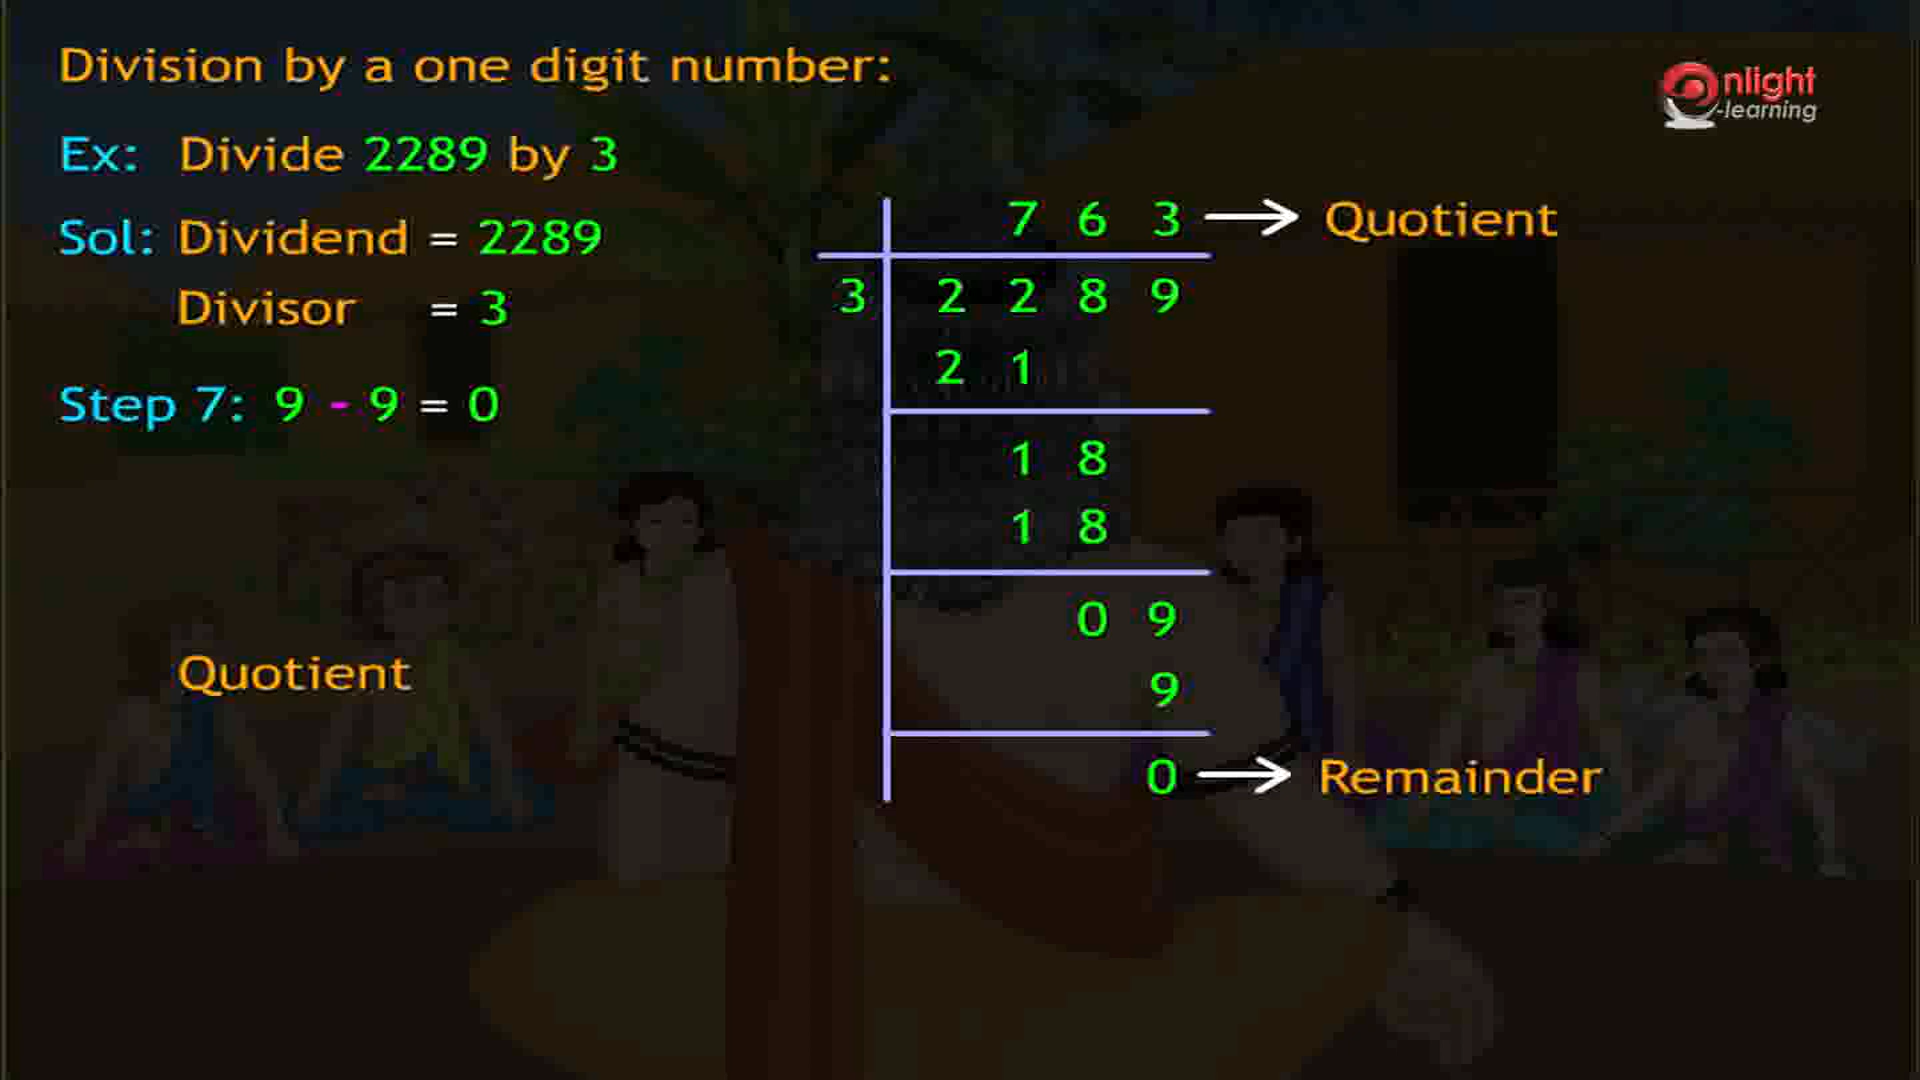 Division by a one digit number:
nlight
-learning
Ex: Divide 2289 by 3
Sol: Dividend = 2289
Divisor = 3
Step 7: 9 - 9 = 0
Quotient
7 6 3 → Quotient
3 2 2 8 9
2 1
1 8
1 8
0 9
9
0 → Remainder